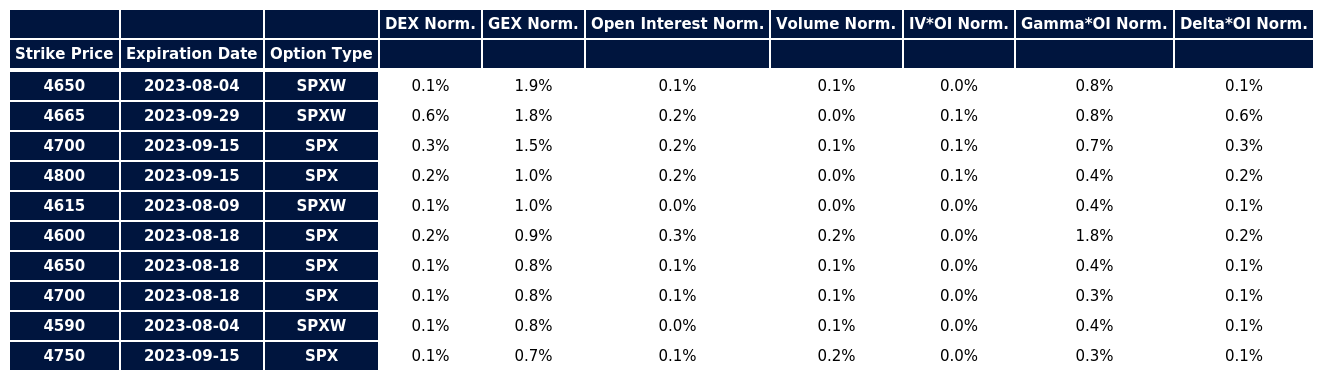 DEX Norm. GEX Norm. Open Interest Norm. Volume Norm. IV*OI Norm. Gamma*OI Norm. Delta*OI Norm.
Strike Price Expiration Date Option Type
4650 2023-08-04 SPXW 0.1% 1.9% 0.1% 0.1% 0.0% 0.8% 0.1%
4665 2023-09-29 SPXW 0.6% 1.8% 0.2% 0.0% 0.1% 0.8% 0.6%
4700 2023-09-15 SPX 0.3% 1.5% 0.2% 0.1% 0.1% 0.7% 0.3%
4800 2023-09-15 SPX 0.2% 1.0% 0.2% 0.0% 0.1% 0.4% 0.2%
4615 2023-08-09 SPXW 0.1% 1.0% 0.0% 0.0% 0.0% 0.4% 0.1%
4600 2023-08-18 SPX 0.2% 0.9% 0.3% 0.2% 0.0% 1.8% 0.2%
4650 2023-08-18 SPX 0.1% 0.8% 0.1% 0.1% 0.0% 0.4% 0.1%
4700 2023-08-18 SPX 0.1% 0.8% 0.1% 0.1% 0.0% 0.3% 0.1%
4590 2023-08-04 SPXW 0.1% 0.8% 0.0% 0.1% 0.0% 0.4% 0.1%
4750 2023-09-15 SPX 0.1% 0.7% 0.1% 0.2% 0.0% 0.3% 0.1%